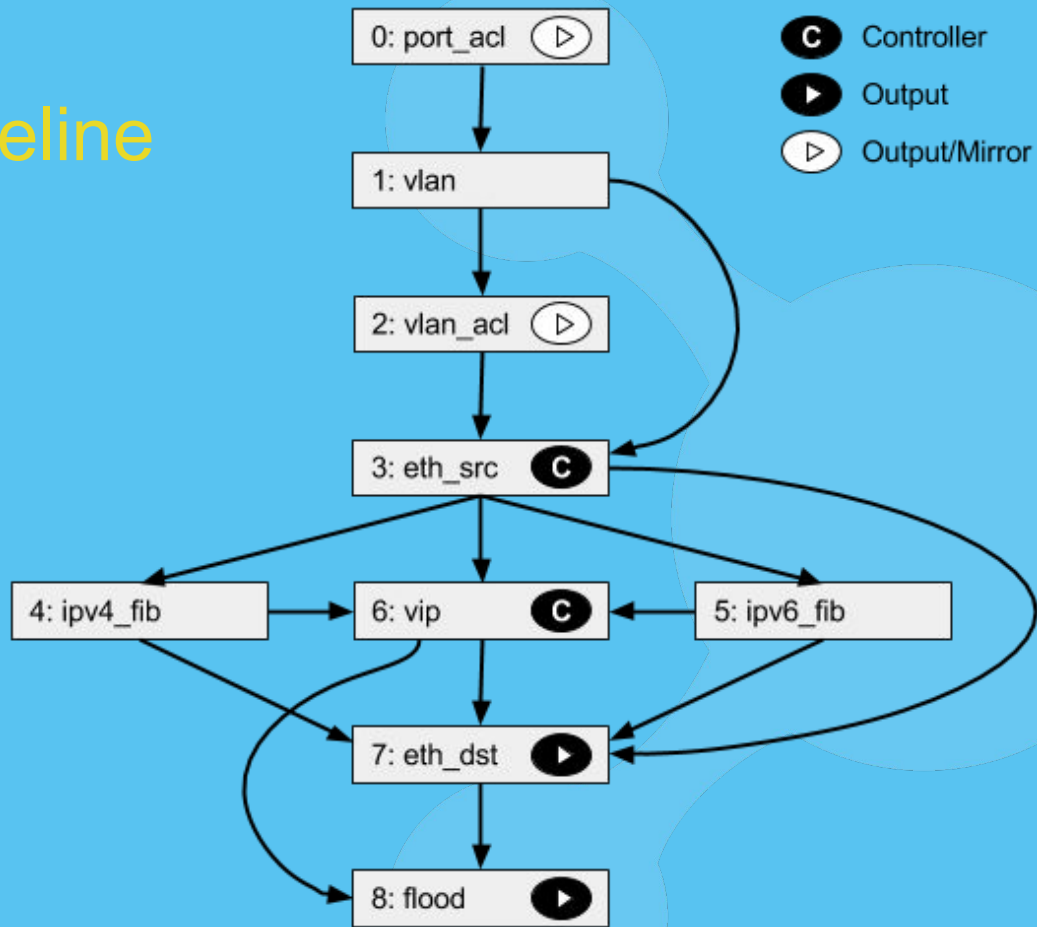 eline
0: port_acl
C Controller
Output
Output/Mirror
1: vlan
2: vlan_acl
3: eth_src C
4: ipv4_fib
6: vip C
5: ipv6_fib
7: eth_dst
8: flood